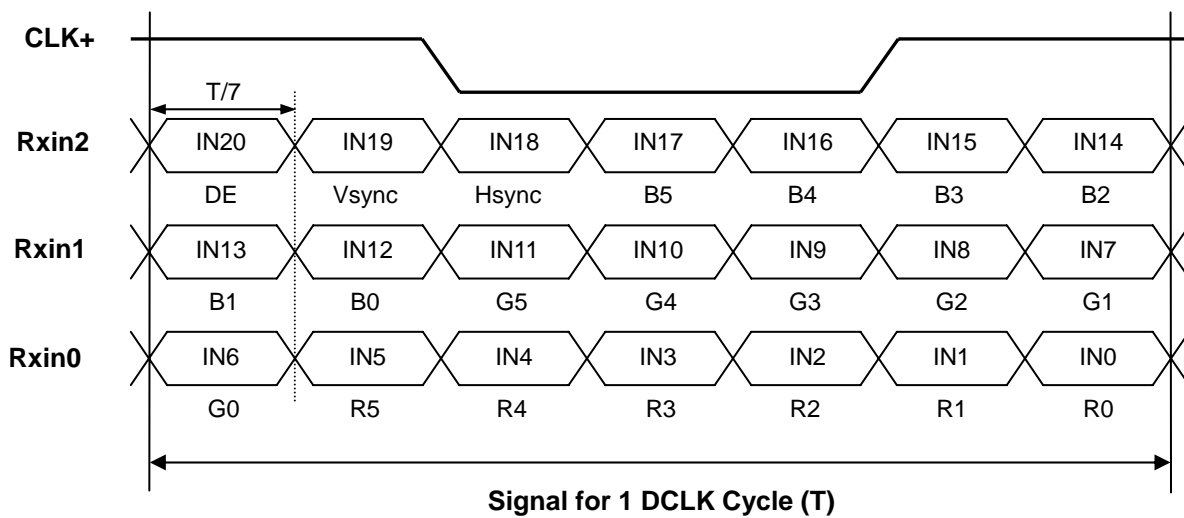 CLK+
T/7
Rxin2 IN20 IN19 IN18 IN17 IN16 IN15 IN14
DE Vsync Hsync B5 B4 B3 B2
Rxin1 IN13 IN12 IN11 IN10 IN9 IN8 IN7
B1 B0 G5 G4 G3 G2 G1
Rxin0 IN6 IN5 IN4 IN3 IN2 IN1 IN0
G0 R5 R4 R3 R2 R1 R0
Signal for 1 DCLK Cycle (T)